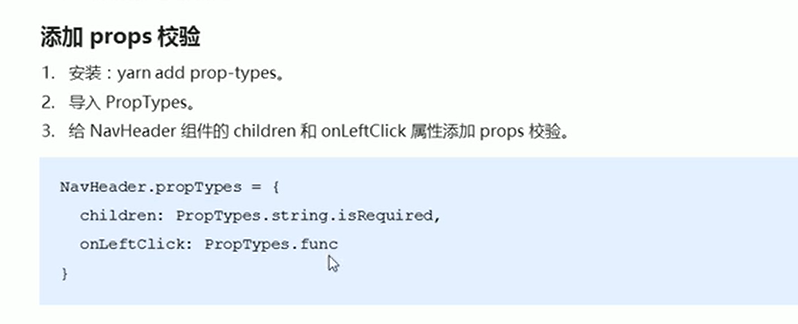 添加 props 校验
1. 安装：yarn add prop-types。
2. 导入 PropTypes。
3. 给 NavHeader 组件的 children 和 onLeftClick 属性添加 props 校验。
NavHeader.propTypes = {
  children: PropTypes.string.isRequired,
  onLeftClick: PropTypes.func
}